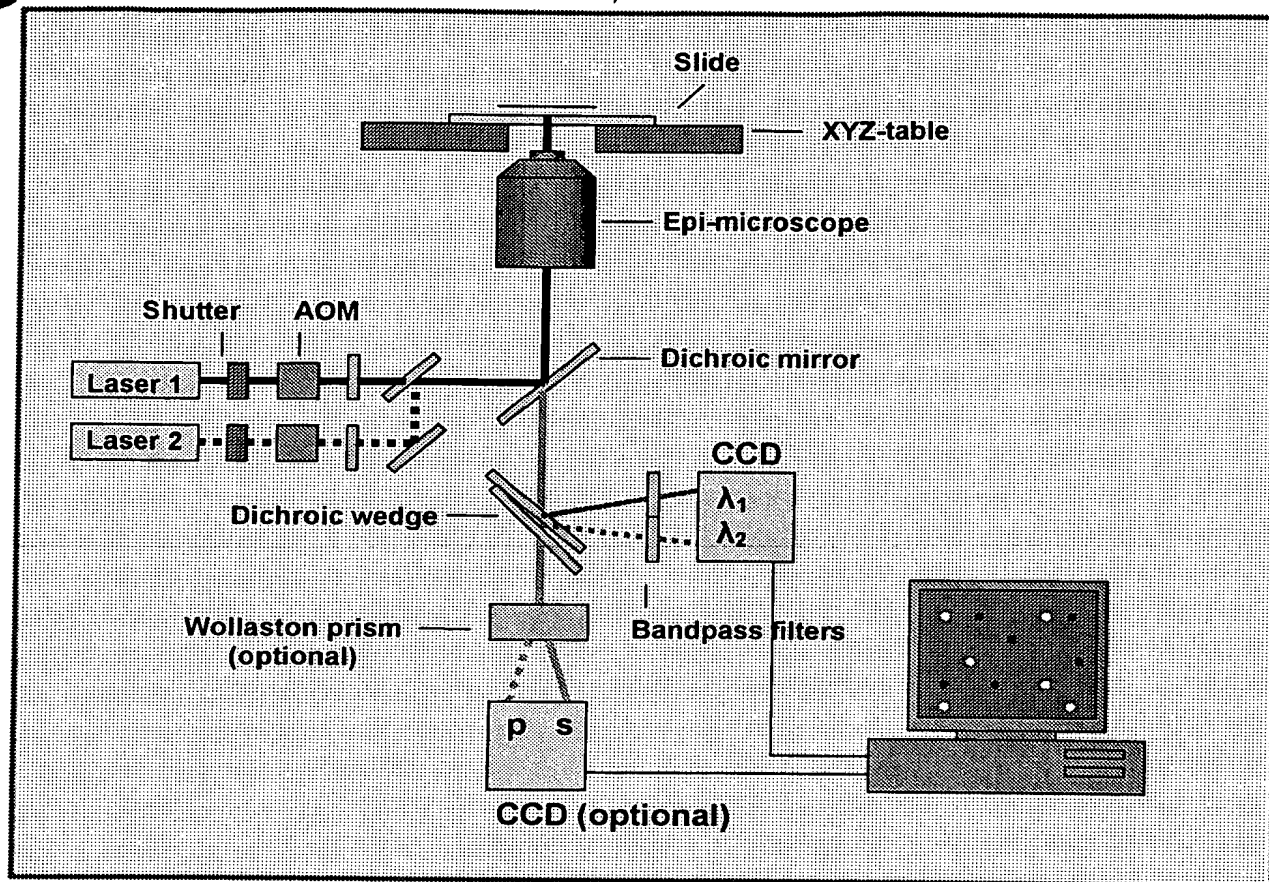 Slide
XYZ-table
Epi-microscope
Shutter AOM
Dichroic mirror
Laser 1
Laser 2
CCD
λ1
λ2
Dichroic wedge
Wollaston prism
(optional)
Bandpass filters
p s
CCD (optional)